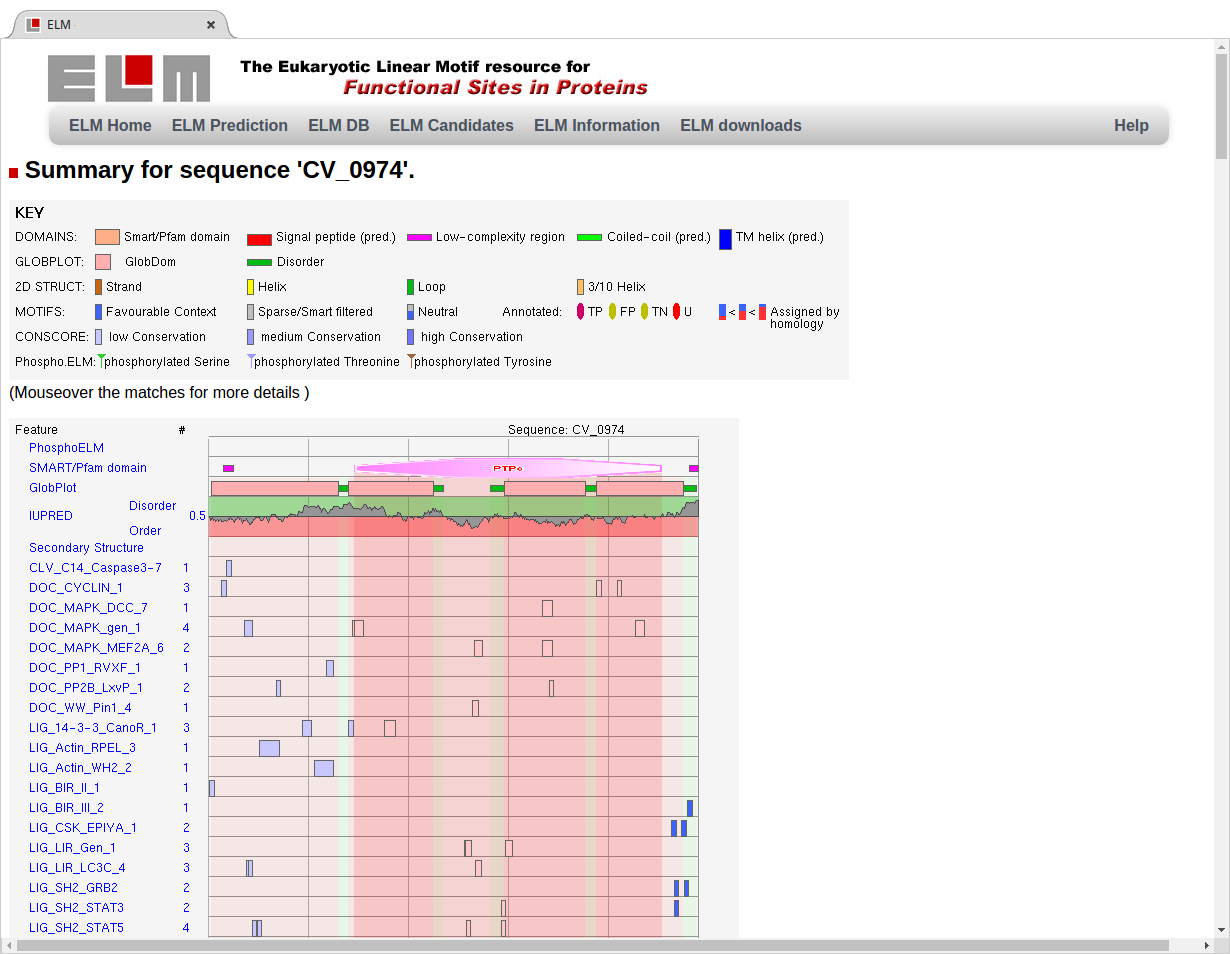 ELM
ELM The Eukaryotic Linear Motif resource for
Functional Sites in Proteins
ELM Home ELM Prediction ELM DB ELM Candidates ELM Information ELM downloads Help
Summary for sequence 'CV_0974'.
KEY
DOMAINS: Smart/Pfam domain Signal peptide (pred.) Low-complexity region Coiled-coil (pred.) TM helix (pred.)
GLOBPLOT: GlobDom Disorder
2D STRUCT: Strand Helix Loop 3/10 Helix
MOTIFS: Favourable Context Sparse/Smart filtered Neutral Annotated: TP FP TN U < < Assigned by
homology
CONSCORE: low Conservation medium Conservation high Conservation
Phospho.ELM: phosphorylated Serine phosphorylated Threonine phosphorylated Tyrosine
(Mouseover the matches for more details )
Feature # Sequence: CV_0974
PhosphoELM
SMART/Pfam domain PTPc
GlobPlot
Disorder
IUPRED 0.5
Order
Secondary Structure
CLV_C14_Caspase3-7 1
DOC_CYCLIN_1 3
DOC_MAPK_DCC_7 1
DOC_MAPK_gen_1 4
DOC_MAPK_MEF2A_6 2
DOC_PP1_RVXF_1 1
DOC_PP2B_LxvP_1 2
DOC_WW_Pin1_4 1
LIG_14-3-3_CanoR_1 3
LIG_Actin_RPEL_3 1
LIG_Actin_WH2_2 1
LIG_BIR_II_1 1
LIG_BIR_III_2 1
LIG_CSK_EPIYA_1 2
LIG_LIR_Gen_1 3
LIG_LIR_LC3C_4 3
LIG_SH2_GRB2 2
LIG_SH2_STAT3 2
LIG_SH2_STAT5 4